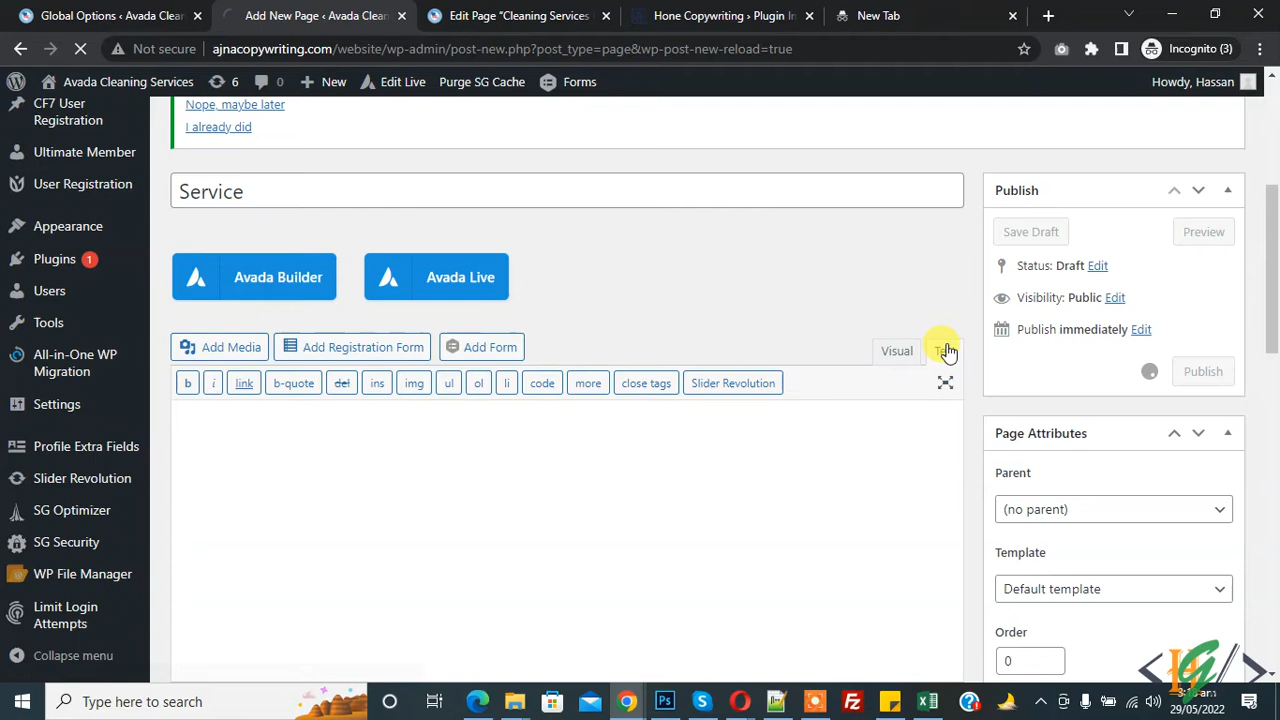 Global Options ‹ Avada Clean
Add New Page ‹ Avada Clean
Edit Page "Cleaning Services
Hone Copywriting › Plugin In
New Tab
Not secure
ajnacopywriting.com/website/wp-admin/post-new.php?post_type=page&wp-post-new-reload=true
Incognito (3)
Avada Cleaning Services
6
0
New
Edit Live
Purge SG Cache
Forms
Howdy, Hassan
CF7 User
Registration
Ultimate Member
User Registration
Appearance
Plugins 1
Users
Tools
All-in-One WP
Migration
Settings
Profile Extra Fields
Slider Revolution
SG Optimizer
SG Security
WP File Manager
Limit Login
Attempts
Collapse menu
Nope, maybe later
I already did
Service
Avada Builder
Avada Live
Add Media
Add Registration Form
Add Form
Visual
b
i
link
b-quote
del
ins
img
ul
ol
li
code
more
close tags
Slider Revolution
Publish
Save Draft
Preview
Status: Draft Edit
Visibility: Public Edit
Publish immediately Edit
Publish
Page Attributes
Parent
(no parent)
Template
Default template
Order
0
Type here to search
29/05/2022